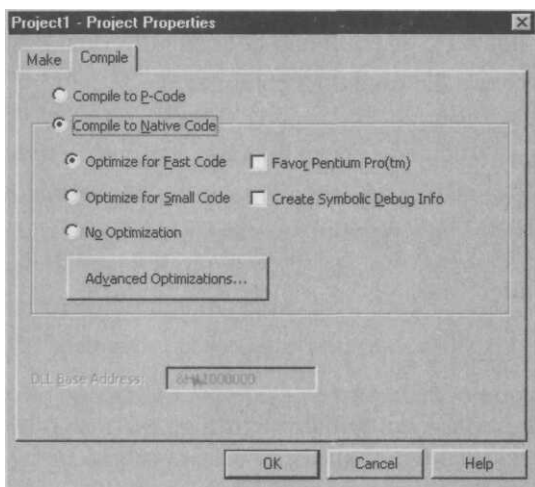 Project1 - Project Properties
Make
Compile
Compile to P-Code
Compile to Native Code
Optimize for Fast Code
Favor Pentium Pro(tm)
Optimize for Small Code
Create Symbolic Debug Info
No Optimization
Advanced Optimizations...
DLL Base Address:
OK
Cancel
Help